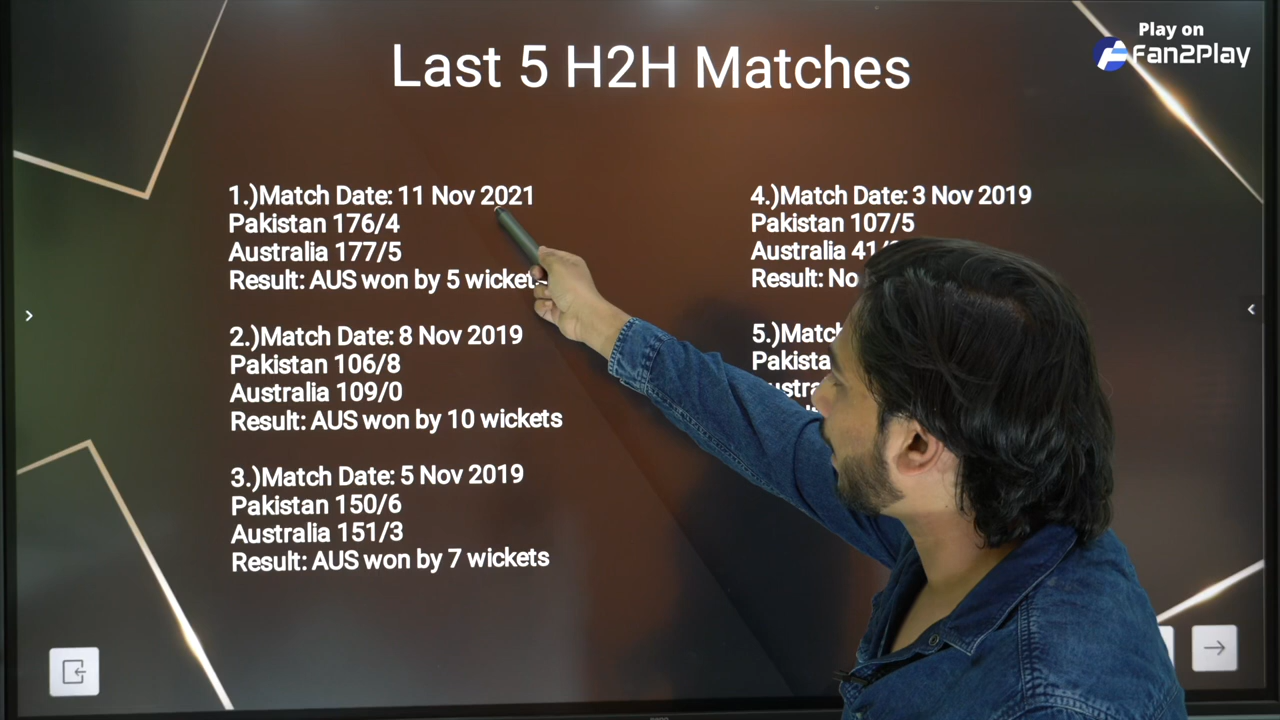 Play on
Fan2Play
Last 5 H2H Matches
1.)Match Date: 11 Nov 2021
Pakistan 176/4
Australia 177/5
Result: AUS won by 5 wickets
2.)Match Date: 8 Nov 2019
Pakistan 106/8
Australia 109/0
Result: AUS won by 10 wickets
3.)Match Date: 5 Nov 2019
Pakistan 150/6
Australia 151/3
Result: AUS won by 7 wickets
4.)Match Date: 3 Nov 2019
Pakistan 107/5
Australia 41/
Result: No
5.)